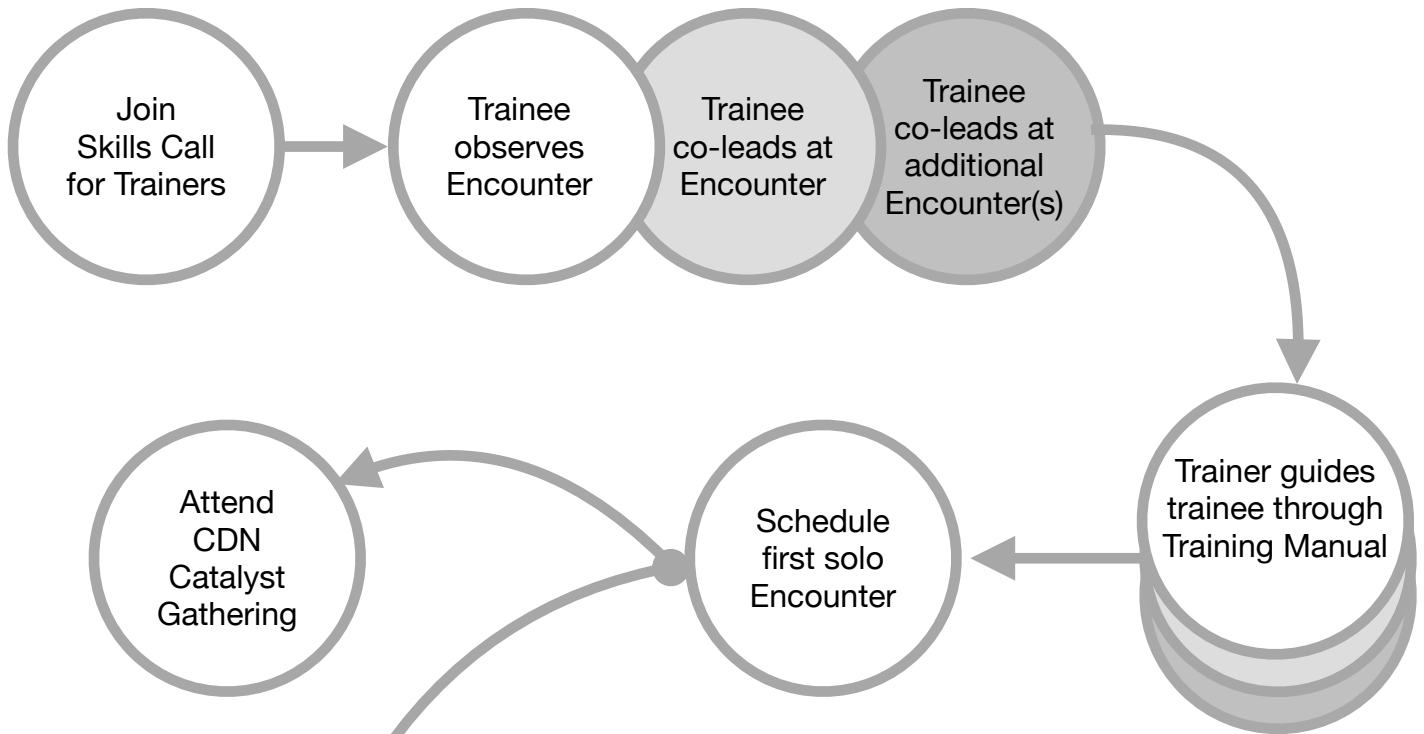 Join
Skills Call
for Trainers
Trainee
observes
Encounter
Trainee
co-leads at
Encounter
Trainee
co-leads at
additional
Encounter(s)
Trainer guides
trainee through
Training Manual
Schedule
first solo
Encounter
Attend
CDN
Catalyst
Gathering